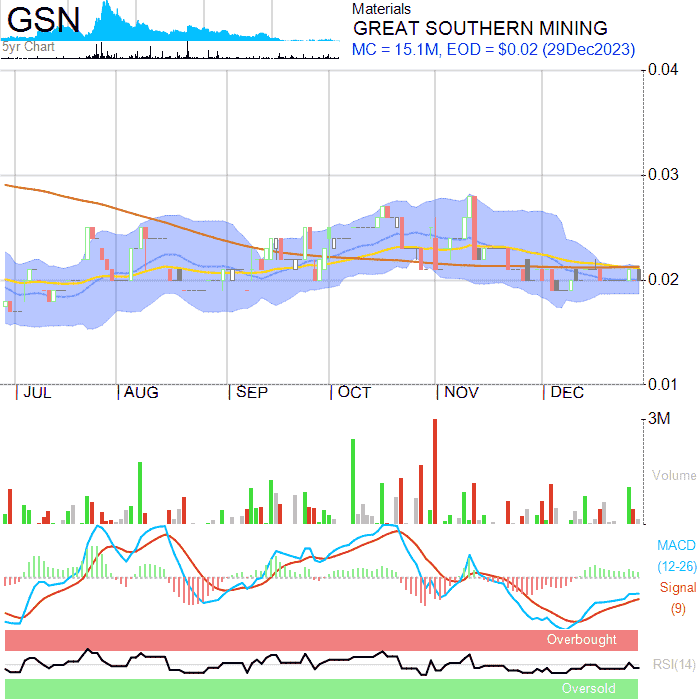 GSN
5yr Chart
Materials
GREAT SOUTHERN MINING
MC = 15.1M, EOD = $0.02 (29Dec2023)
0.04
0.03
0.02
0.01
JUL AUG SEP OCT NOV DEC
3M
Volume
MACD
(12-26)
Signal
(9)
Overbought
RSI(14)
Oversold